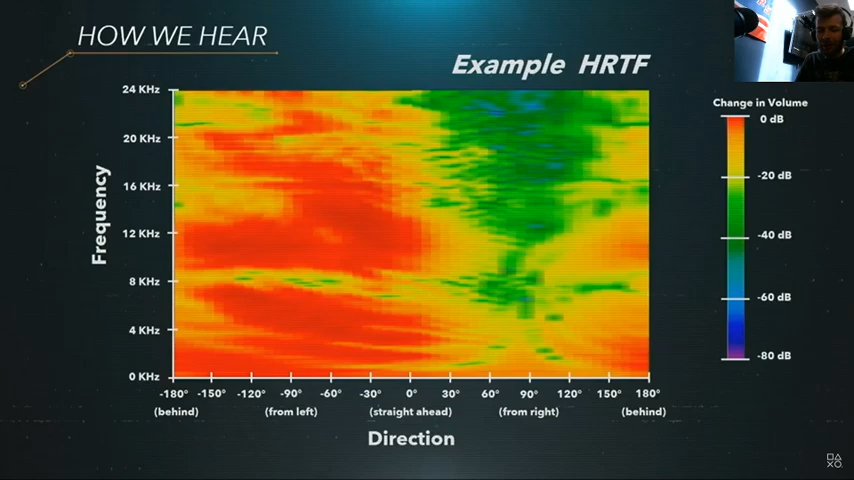 HOW WE HEAR
Example HRTF
Change in Volume
24 KHz
20 KHz
16 KHz
12 KHz
8 KHz
4 KHz
0 KHz
Frequency
0 dB
-20 dB
-40 dB
-60 dB
-80 dB
-180° -150° -120° -90° -60° -30° 0° 30° 60° 90° 120° 150° 180°
(behind) (from left) (straight ahead) (from right) (behind)
Direction